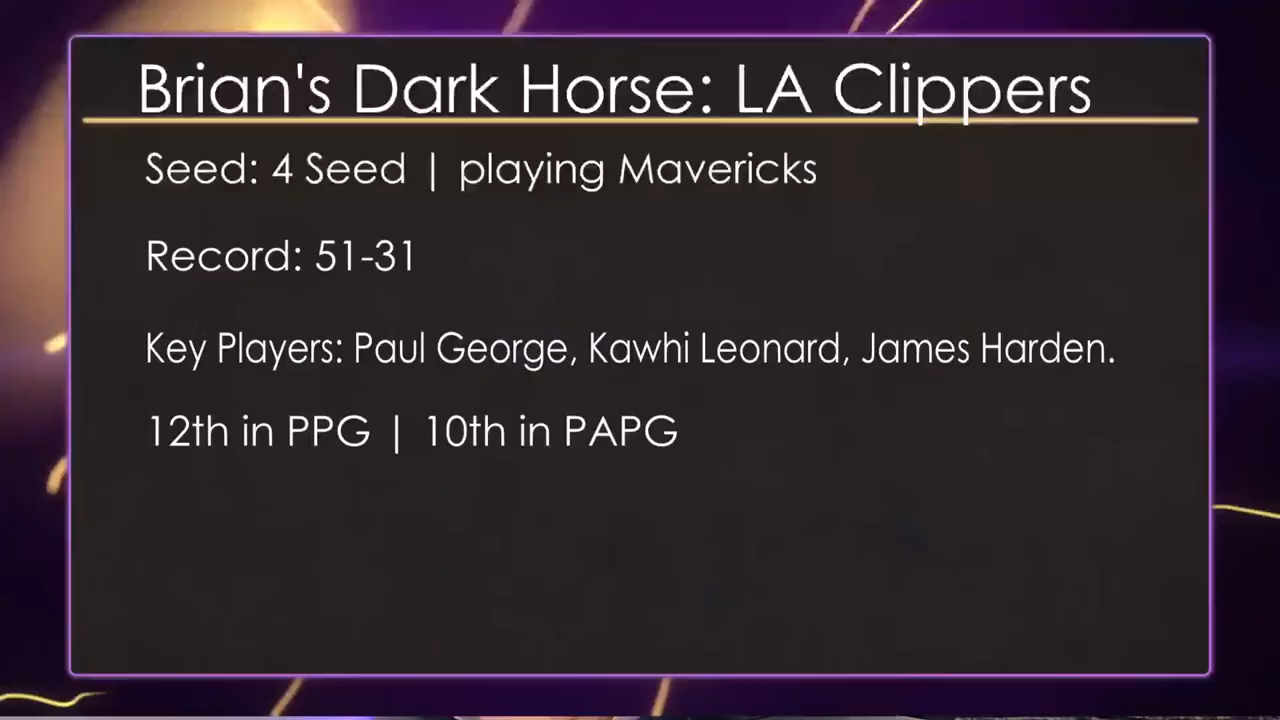 Brian's Dark Horse: LA Clippers
Seed: 4 Seed | playing Mavericks
Record: 51-31
Key Players: Paul George, Kawhi Leonard, James Harden.
12th in PPG | 10th in PAPG